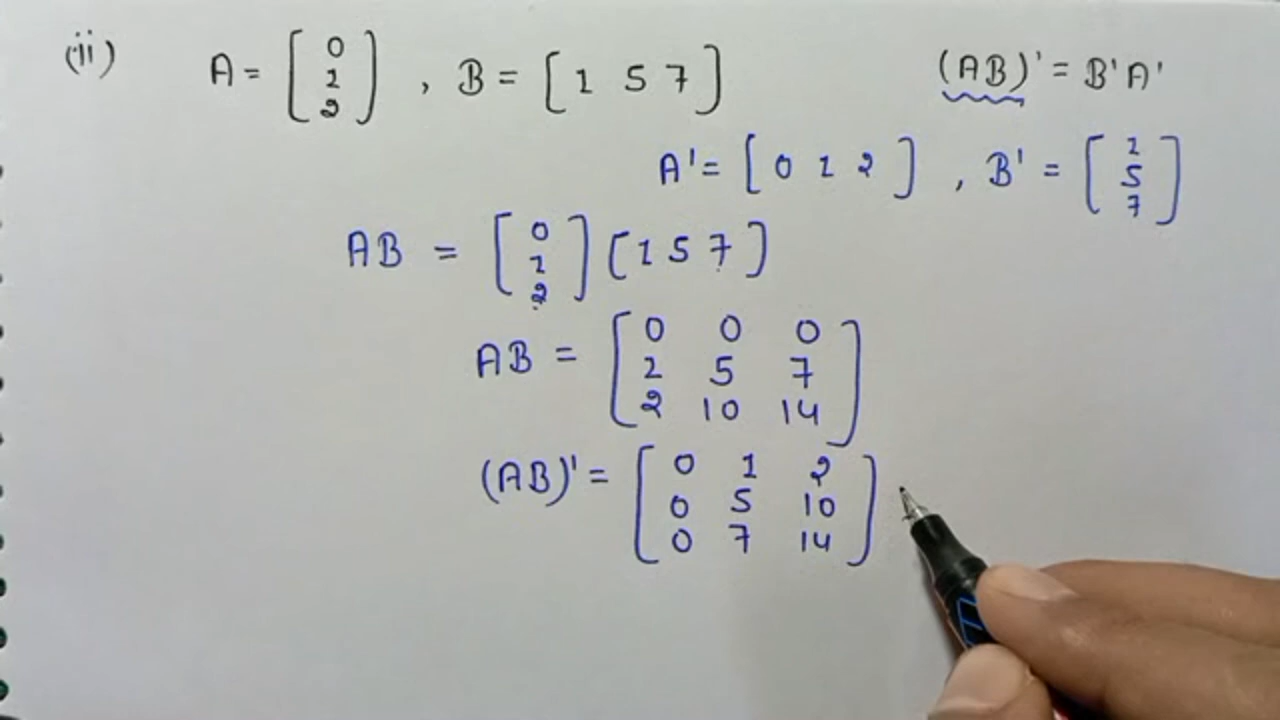 (ii) A = [ 0 1 2 ] , B = [ 1 5 7 ] (AB)' = B'A'
A' = [ 0 1 2 ] , B' = [ 1 5 7 ]
AB = [ 0 1 2 ] [ 1 5 7 ]
AB = [ 0 0 0
1 5 7
2 10 14 ]
(AB)' = [ 0 1 2
0 5 10
0 7 14 ]